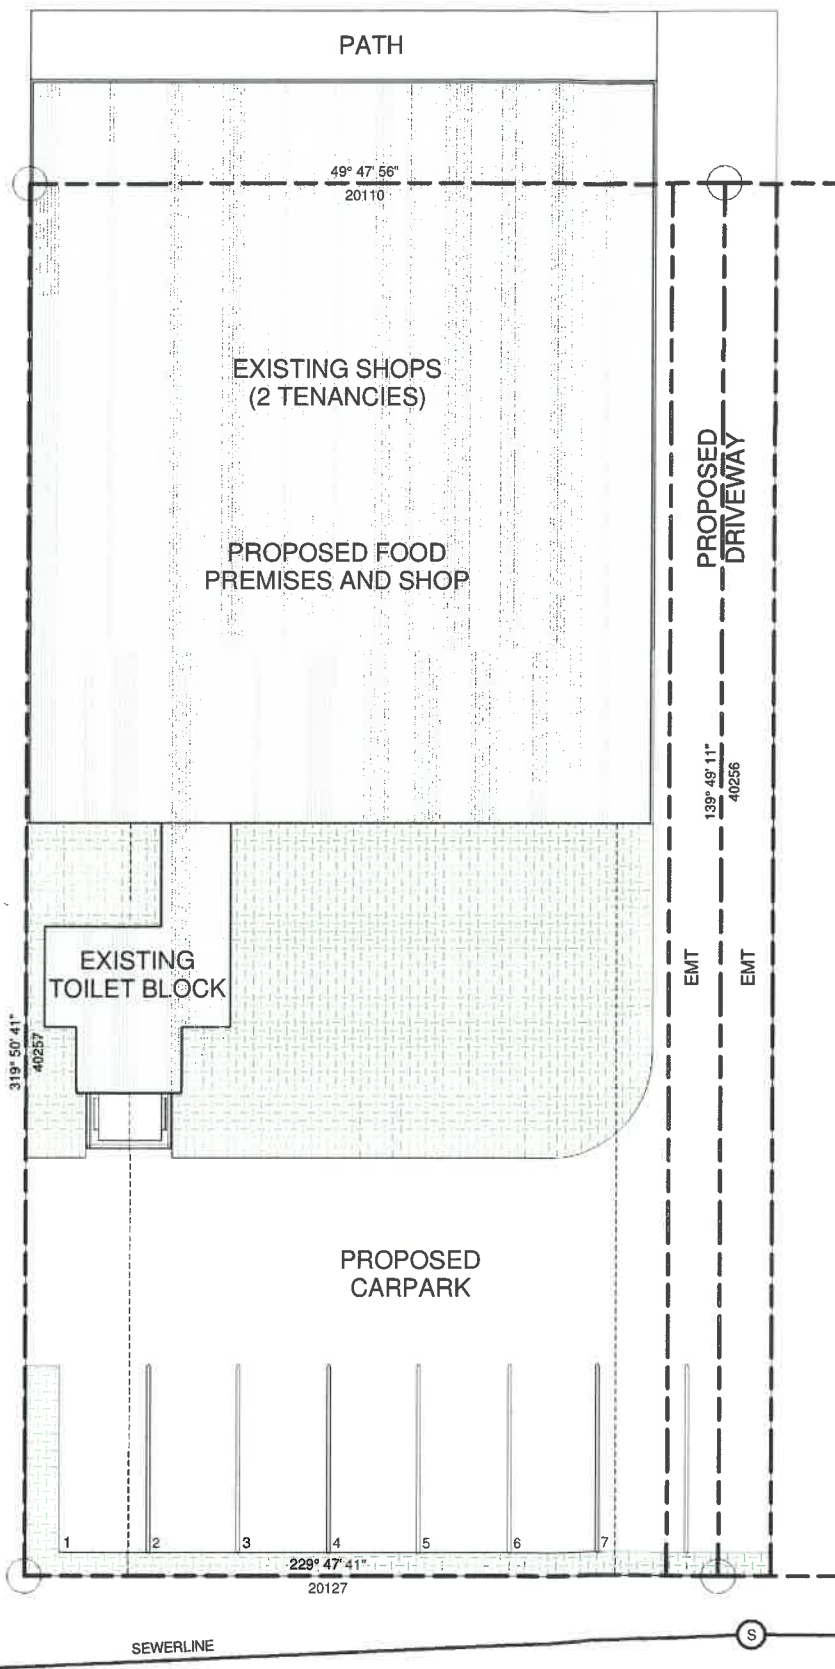 PATH
49° 47' 56"
20110
EXISTING SHOPS
(2 TENANCIES)
PROPOSED
DRIVEWAY
PROPOSED FOOD
PREMISES AND SHOP
139° 49' 11"
40256
EXISTING
TOILET BLOCK
EMT
EMT
319° 50' 41"
40257
PROPOSED
CARPARK
1
2
3
4
5
6
7
229° 47' 41"
20127
SEWERLINE
S